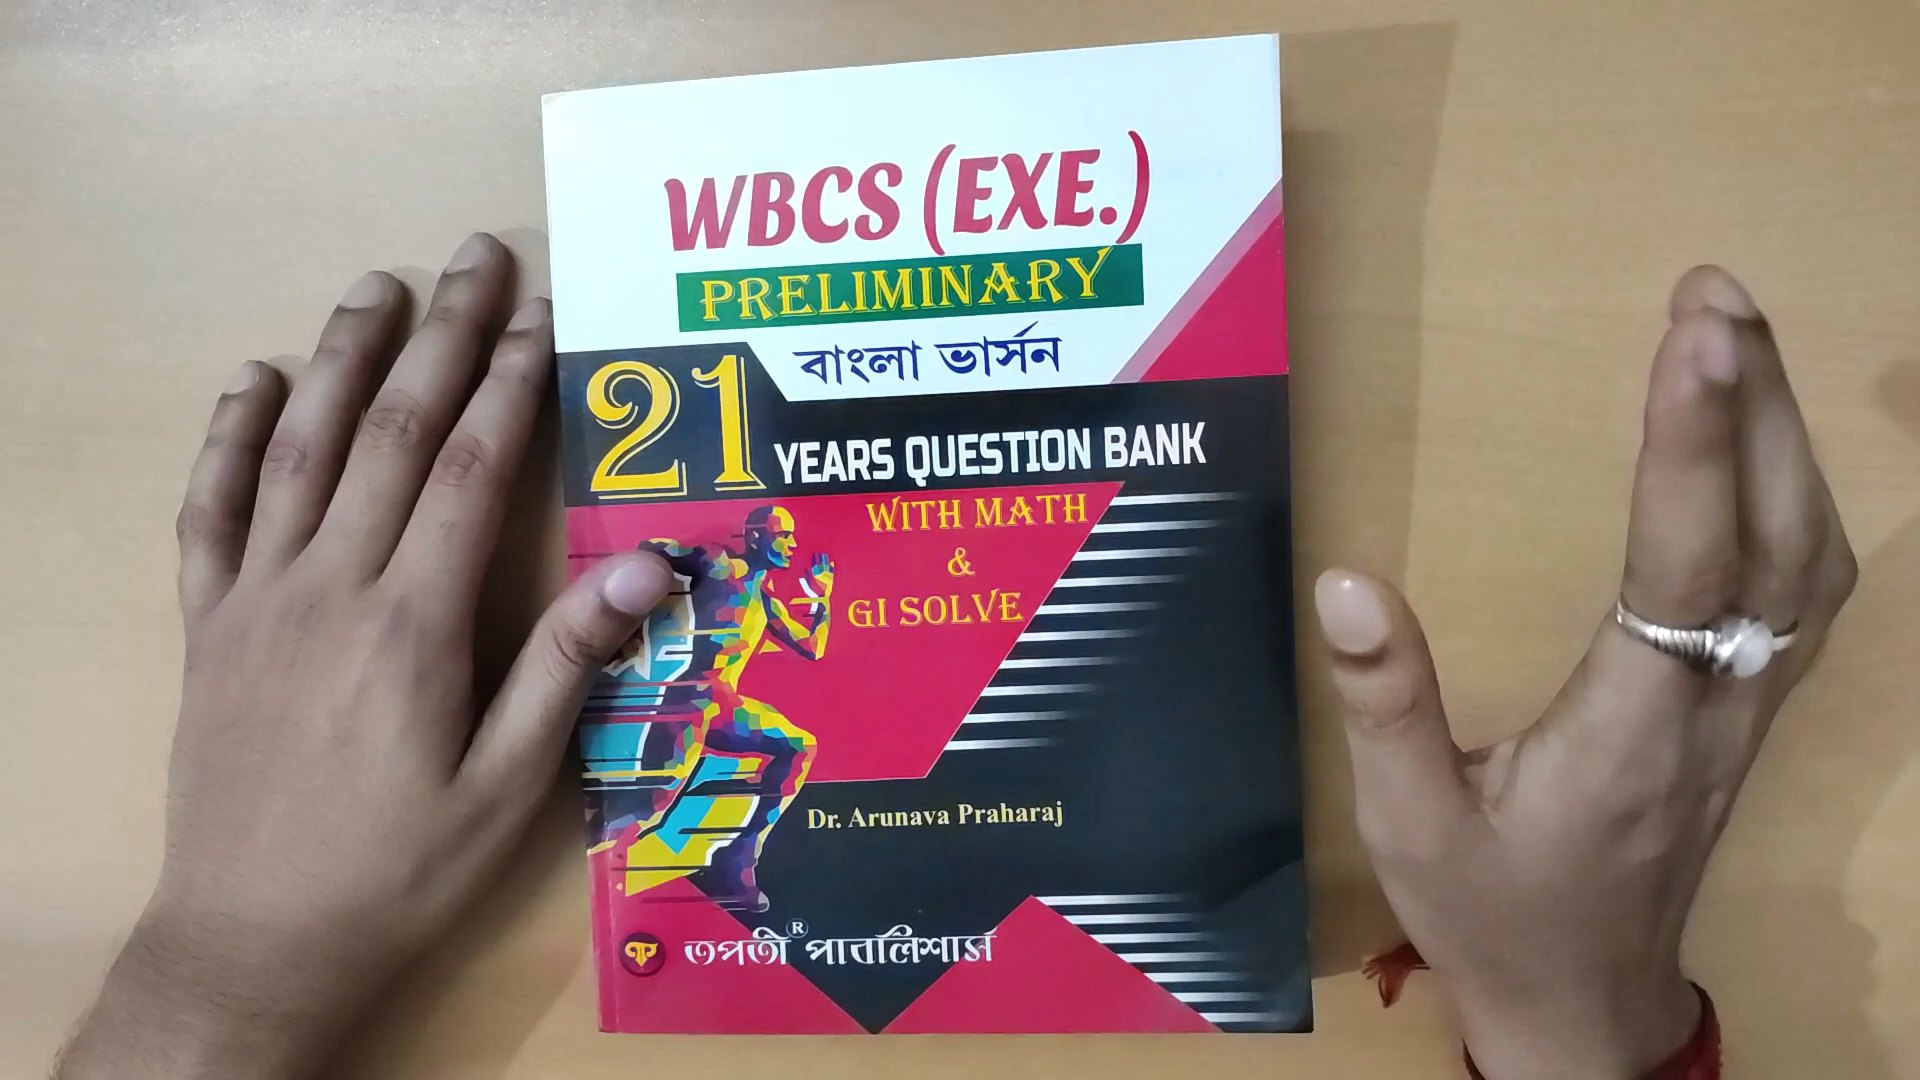 WBCS (EXE.)
PRELIMINARY
বাংলা ভার্সন
21 YEARS QUESTION BANK
WITH MATH
&
GI SOLVE
Dr. Arunava Praharaj
তপতী® পাবলিশার্স